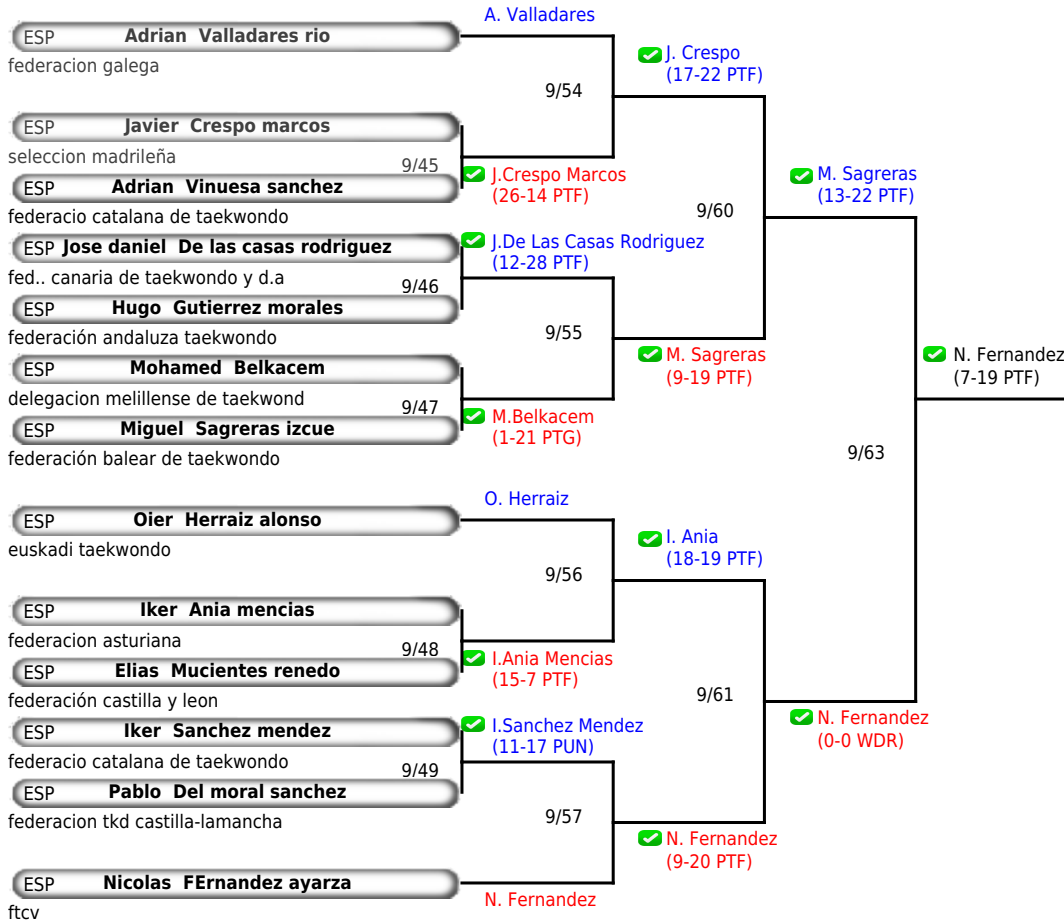 A. Valladares
ESP Adrian Valladares rio
federacion galega
J. Crespo
(17-22 PTF)
9/54
ESP Javier Crespo marcos
seleccion madrileña
9/45
J.Crespo Marcos
(26-14 PTF)
M. Sagreras
(13-22 PTF)
ESP Adrian Vinuesa sanchez
federacio catalana de taekwondo
9/60
ESP Jose daniel De las casas rodriguez
J.De Las Casas Rodriguez
(12-28 PTF)
fed.. canaria de taekwondo y d.a
9/46
ESP Hugo Gutierrez morales
federación andaluza taekwondo
9/55
M. Sagreras
(9-19 PTF)
N. Fernandez
(7-19 PTF)
ESP Mohamed Belkacem
delegacion melillense de taekwond
9/47
M.Belkacem
(1-21 PTG)
ESP Miguel Sagreras izcue
federación balear de taekwondo
9/63
O. Herraiz
ESP Oier Herraiz alonso
euskadi taekwondo
I. Ania
(18-19 PTF)
9/56
ESP Iker Ania mencias
federacion asturiana
9/48
I.Ania Mencias
(15-7 PTF)
ESP Elias Mucientes renedo
federación castilla y leon
9/61
N. Fernandez
(0-0 WDR)
ESP Iker Sanchez mendez
I.Sanchez Mendez
(11-17 PUN)
federacio catalana de taekwondo
9/49
ESP Pablo Del moral sanchez
federacion tkd castilla-lamancha
9/57
N. Fernandez
(9-20 PTF)
ESP Nicolas FErnandez ayarza
N. Fernandez
ftcv